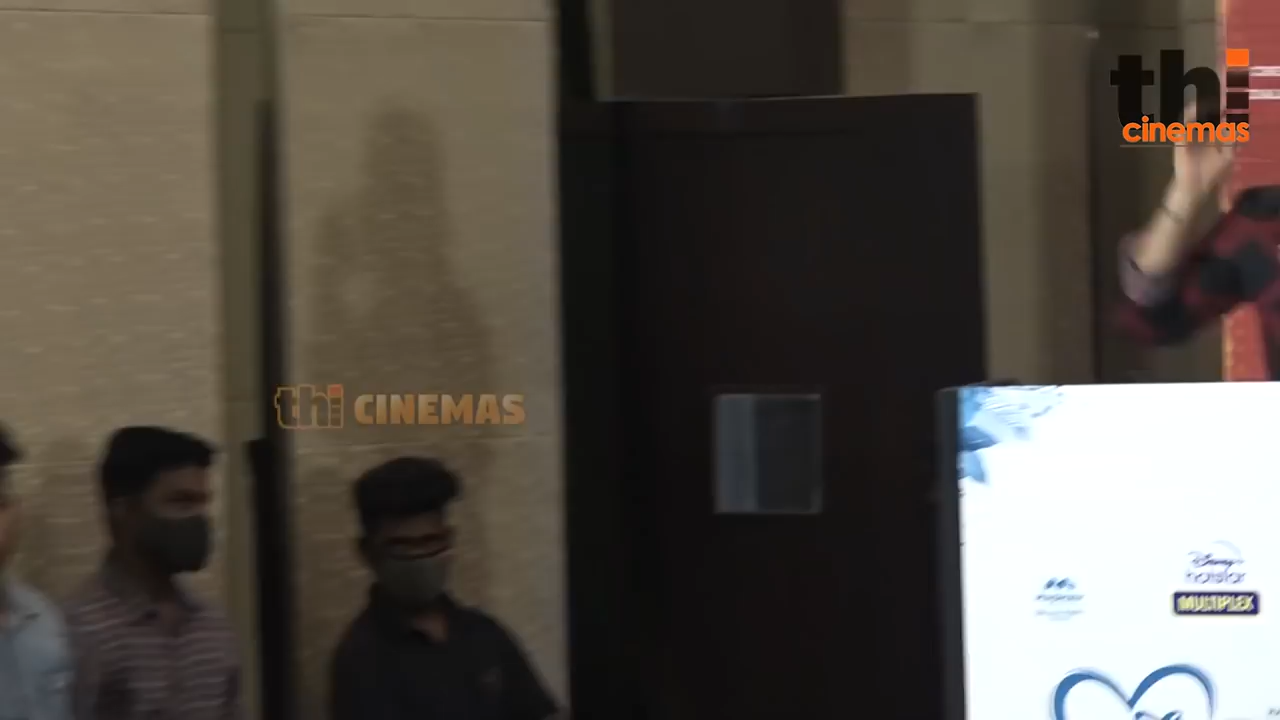 thi
cinemas
thi CINEMAS
Disney+
hotstar
MULTIPLEX